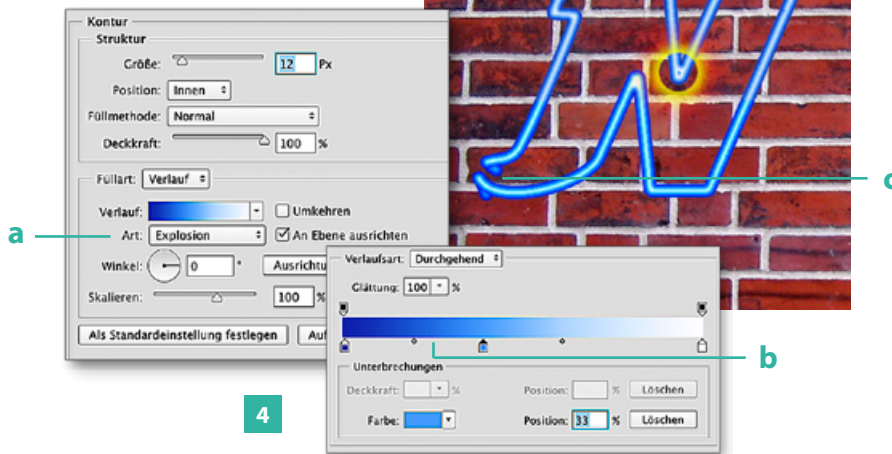 Kontur
Struktur
Größe: 12 Px
Position: Innen
Füllmethode: Normal
Deckkraft: 100 %
Füllart: Verlauf
Verlauf: Umkehren
a
Art: Explosion An Ebene ausrichten
Winkel: 0 °
Skalieren: 100 %
Als Standardeinstellung festlegen
c
Verlaufsart: Durchgehend
Glättung: 100 %
b
Unterbrechungen
Deckkraft: % Position: % Löschen
Farbe: Position: 33 % Löschen
4